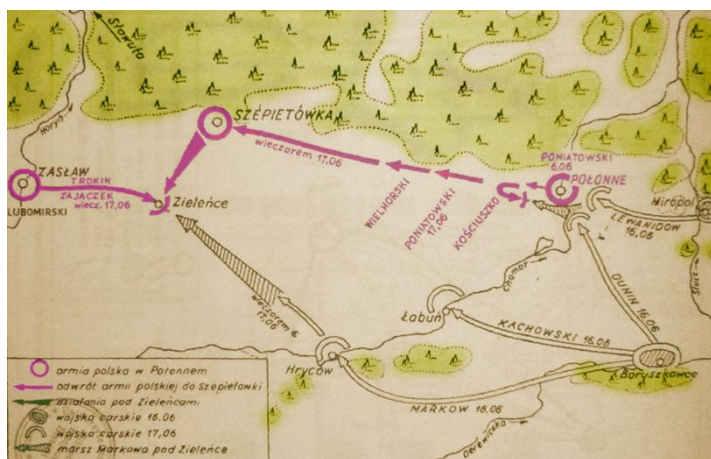 Stawuta
Horyń
SZEPIETÓWKA
wieczorem 17,06
PONIATOWSKI
6,06
POŁONNE
ZASŁAW
TROKIN
ZAJĄCZEK
wiecz. 17,06
LUBOMIRSKI
Zieleńce
WIELHORSKI
PONIATOWSKI
17,06
KOŚCIUSZKO
Miropol
LEWANIDOW
16,06
Słucz
Chomor
DUNIN 16,06
Łabuń
KACHOWSKI 16,06
wieczorem
17,06
Hryców
Boryszkowce
MARKOW 16,06
Derewiczka
armia polska w Połonnem
odwrót armii polskiej do Szepietówki
działania pod Zieleńcami
wojska carskie 16.06
wojska carskie 17,06
marsz Markowa pod Zieleńce